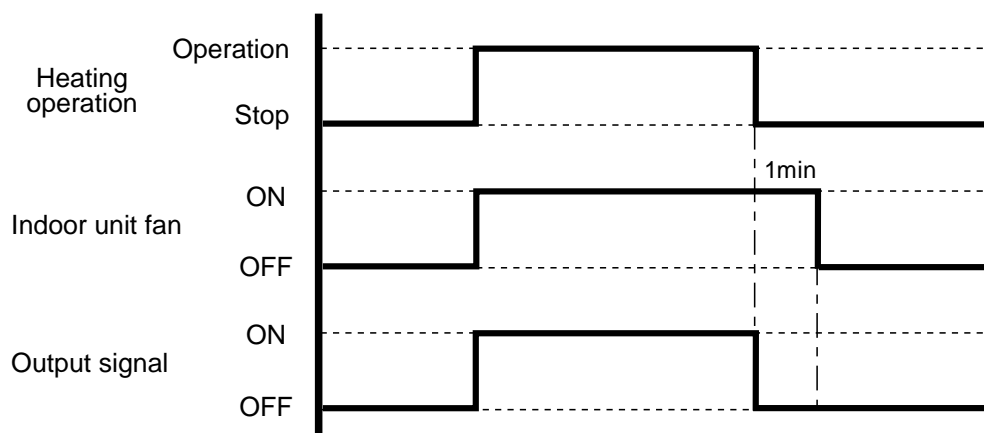 Operation
Heating
operation
Stop
1min
ON
Indoor unit fan
OFF
ON
Output signal
OFF